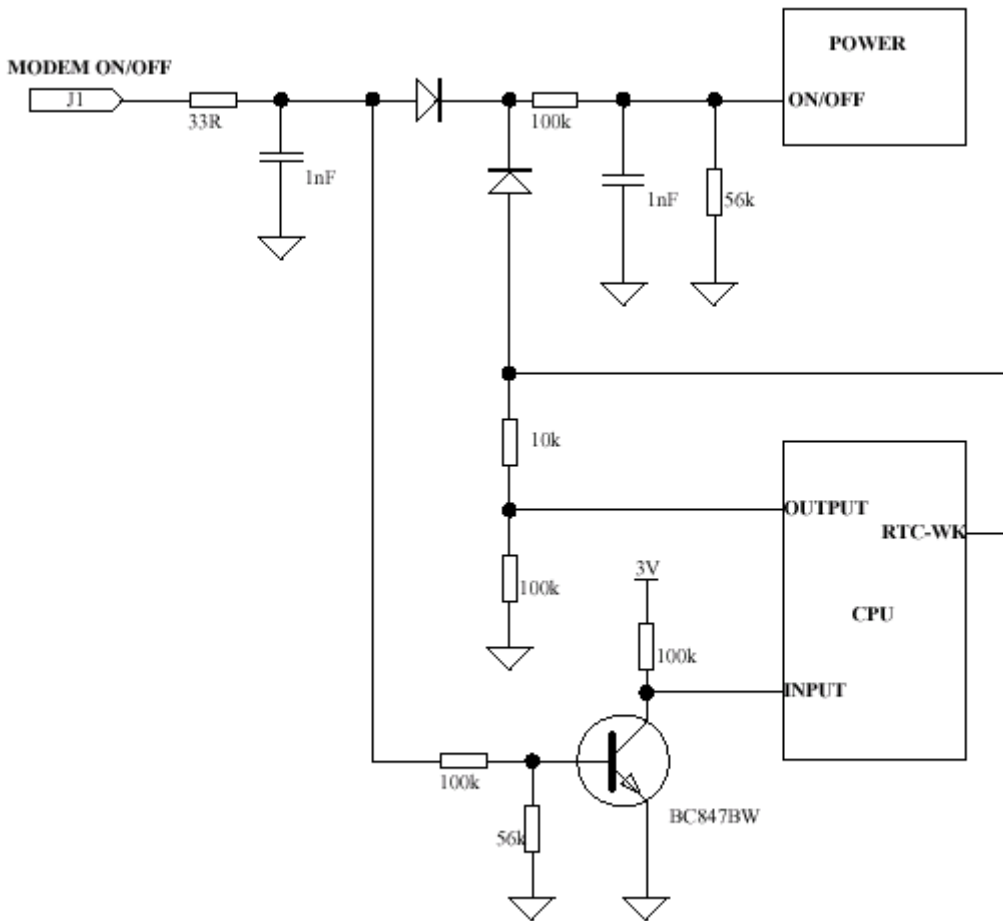 POWER
MODEM ON/OFF
J1
ON/OFF
33R
100k
1nF
1nF
56k
10k
OUTPUT
RTC-WK
3V
100k
CPU
100k
INPUT
100k
BC847BW
56k